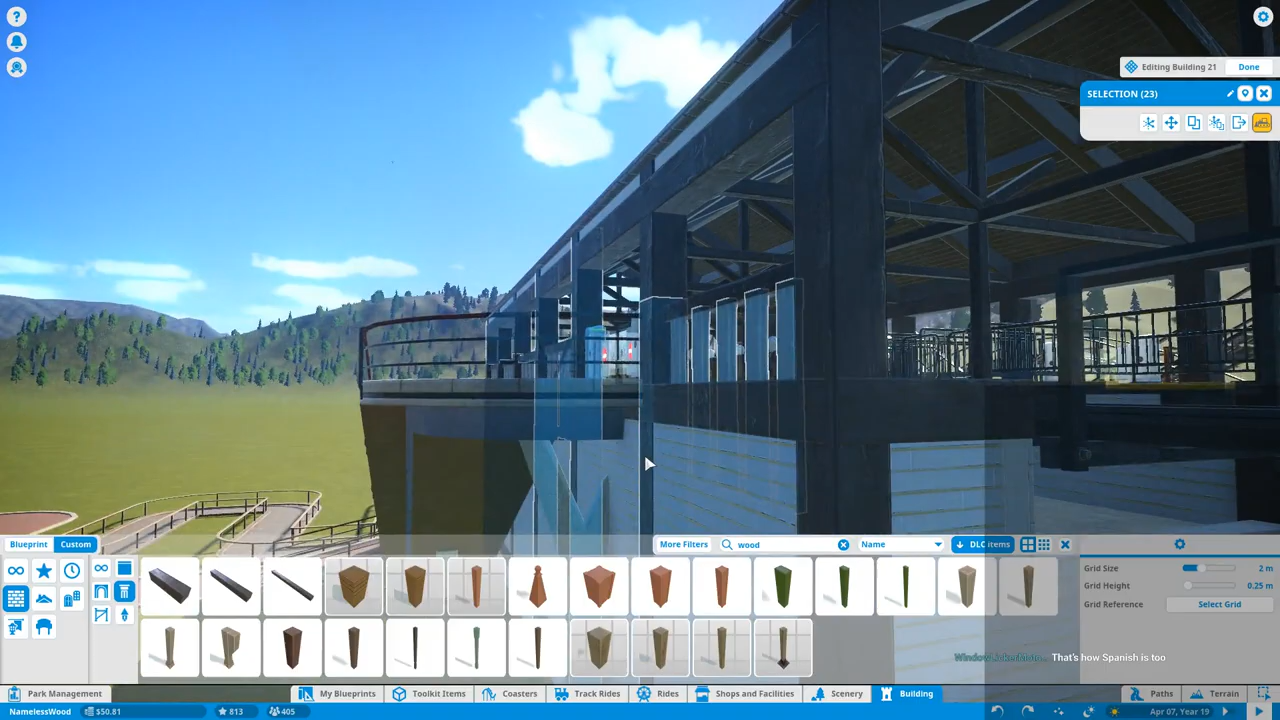 ?
Editing Building 21 Done
SELECTION (23)
Blueprint Custom
More Filters wood Name DLC items
Grid Size 2 m
Grid Height 0.25 m
Grid Reference Select Grid
That's how Spanish is too
Park Management My Blueprints Toolkit Items Coasters Track Rides Rides Shops and Facilities Scenery Building Paths Terrain
NamelessWood $50.81 813 405 Apr 07, Year 19